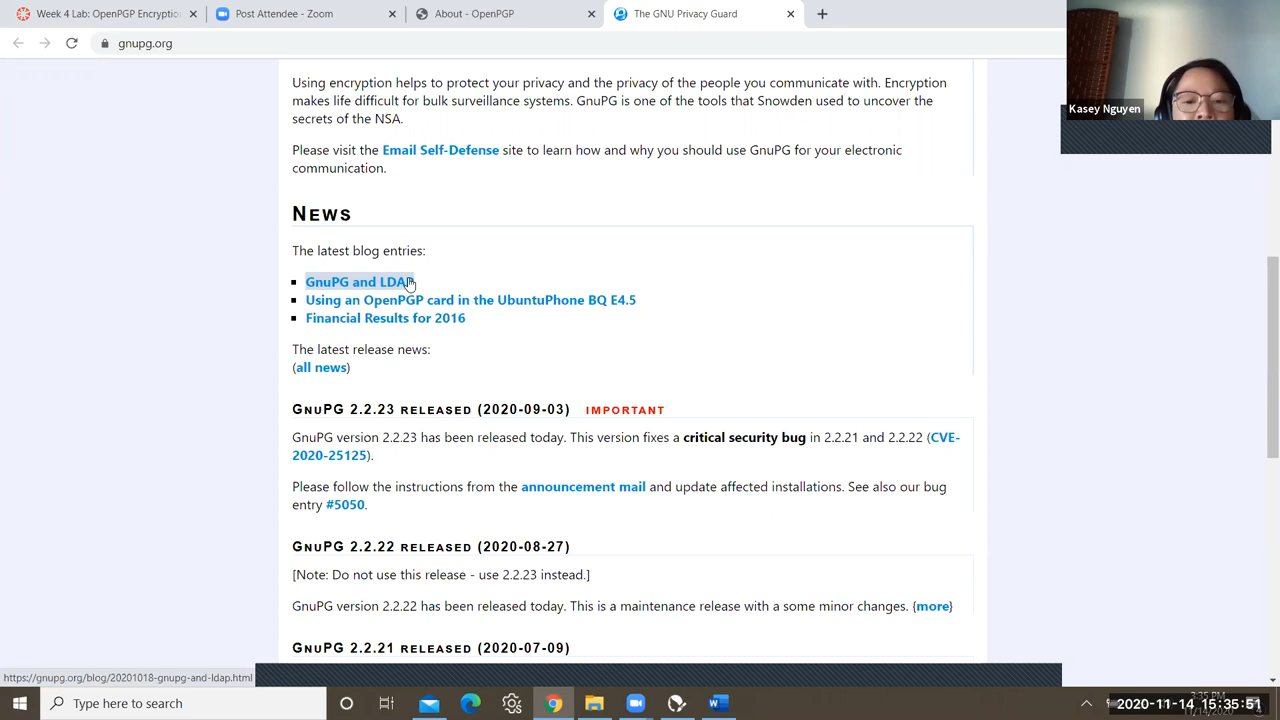 Week 4 Lab: OpenPGP Encryptio
Post Attendee - Zoom
About - OpenPGP
The GNU Privacy Guard
gnupg.org
Kasey Nguyen
Using encryption helps to protect your privacy and the privacy of the people you communicate with. Encryption
makes life difficult for bulk surveillance systems. GnuPG is one of the tools that Snowden used to uncover the
secrets of the NSA.
Please visit the Email Self-Defense site to learn how and why you should use GnuPG for your electronic
communication.
News
The latest blog entries:
GnuPG and LDAP
Using an OpenPGP card in the UbuntuPhone BQ E4.5
Financial Results for 2016
The latest release news:
(all news)
GnuPG 2.2.23 released (2020-09-03) IMPORTANT
GnuPG version 2.2.23 has been released today. This version fixes a critical security bug in 2.2.21 and 2.2.22 (CVE-
2020-25125).
Please follow the instructions from the announcement mail and update affected installations. See also our bug
entry #5050.
GnuPG 2.2.22 released (2020-08-27)
[Note: Do not use this release - use 2.2.23 instead.]
GnuPG version 2.2.22 has been released today. This is a maintenance release with a some minor changes. {more}
GnuPG 2.2.21 released (2020-07-09)
https://gnupg.org/blog/20201018-gnupg-and-ldap.html
Type here to search
3:35 PM
2020-11-14 15:35:51
11/14/2020